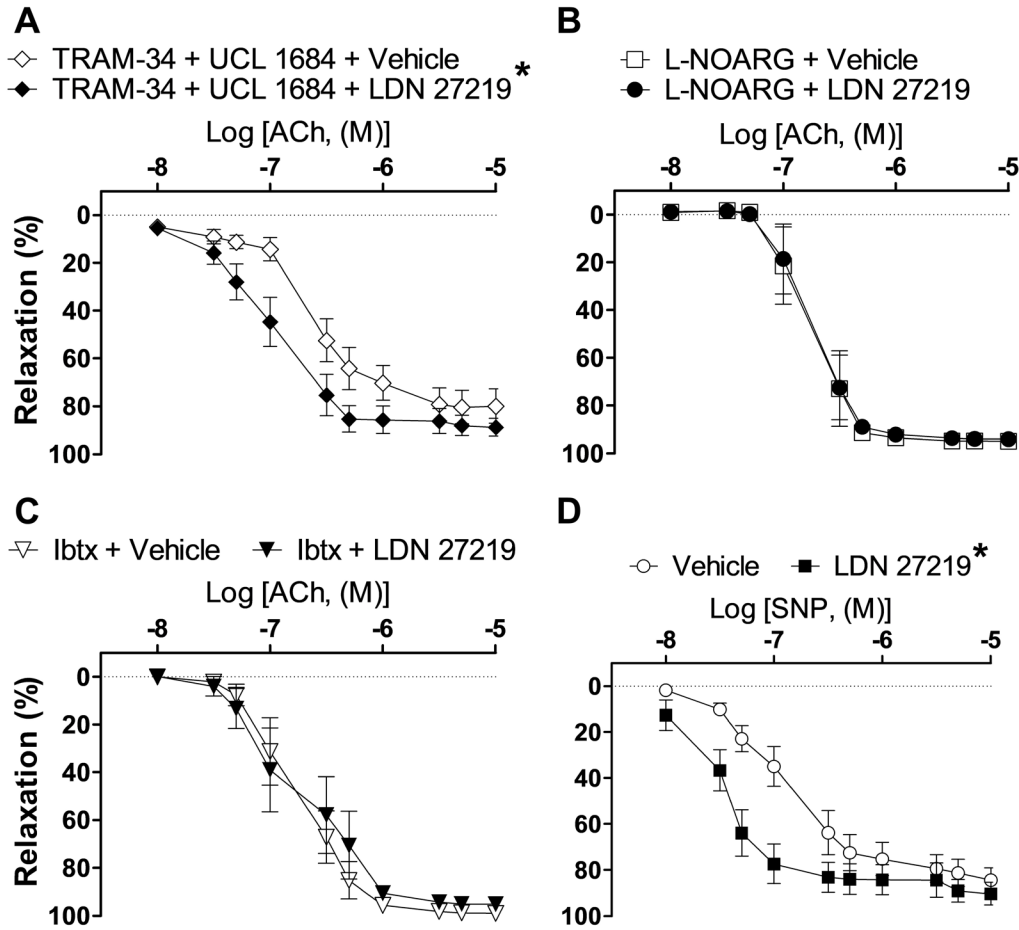 A
TRAM-34 + UCL 1684 + Vehicle
TRAM-34 + UCL 1684 + LDN 27219*
Log [ACh, (M)]
-8 -7 -6 -5
Relaxation (%)
0
20
40
60
80
100
B
L-NOARG + Vehicle
L-NOARG + LDN 27219
Log [ACh, (M)]
-8 -7 -6 -5
0
20
40
60
80
100
C
Ibtx + Vehicle Ibtx + LDN 27219
Log [ACh, (M)]
-8 -7 -6 -5
Relaxation (%)
0
20
40
60
80
100
D
Vehicle LDN 27219*
Log [SNP, (M)]
-8 -7 -6 -5
0
20
40
60
80
100